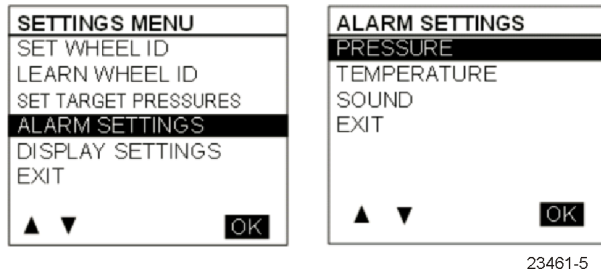 SETTINGS MENU
SET WHEEL ID
LEARN WHEEL ID
SET TARGET PRESSURES
ALARM SETTINGS
DISPLAY SETTINGS
EXIT
▲ ▼ OK
ALARM SETTINGS
PRESSURE
TEMPERATURE
SOUND
EXIT
▲ ▼ OK
23461-5